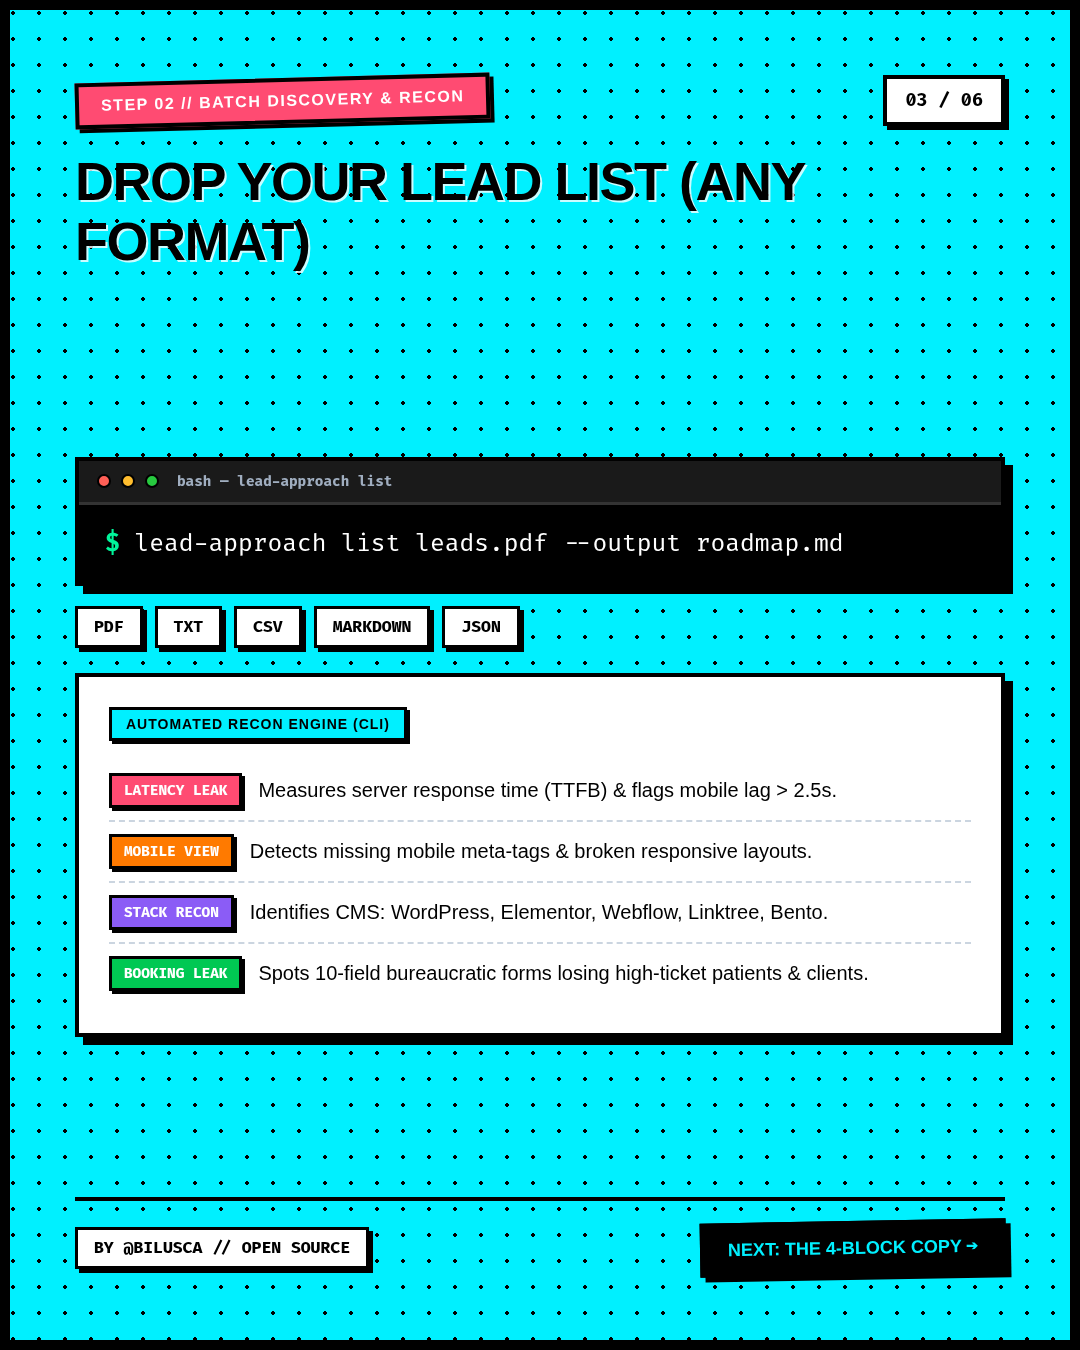 STEP 02 // BATCH DISCOVERY & RECON
03 / 06
DROP YOUR LEAD LIST (ANY
FORMAT)
bash — lead-approach list
$ lead-approach list leads.pdf --output roadmap.md
PDF
TXT
CSV
MARKDOWN
JSON
AUTOMATED RECON ENGINE (CLI)
LATENCY LEAK Measures server response time (TTFB) & flags mobile lag > 2.5s.
MOBILE VIEW Detects missing mobile meta-tags & broken responsive layouts.
STACK RECON Identifies CMS: WordPress, Elementor, Webflow, Linktree, Bento.
BOOKING LEAK Spots 10-field bureaucratic forms losing high-ticket patients & clients.
BY @BILUSCA // OPEN SOURCE
NEXT: THE 4-BLOCK COPY ➔